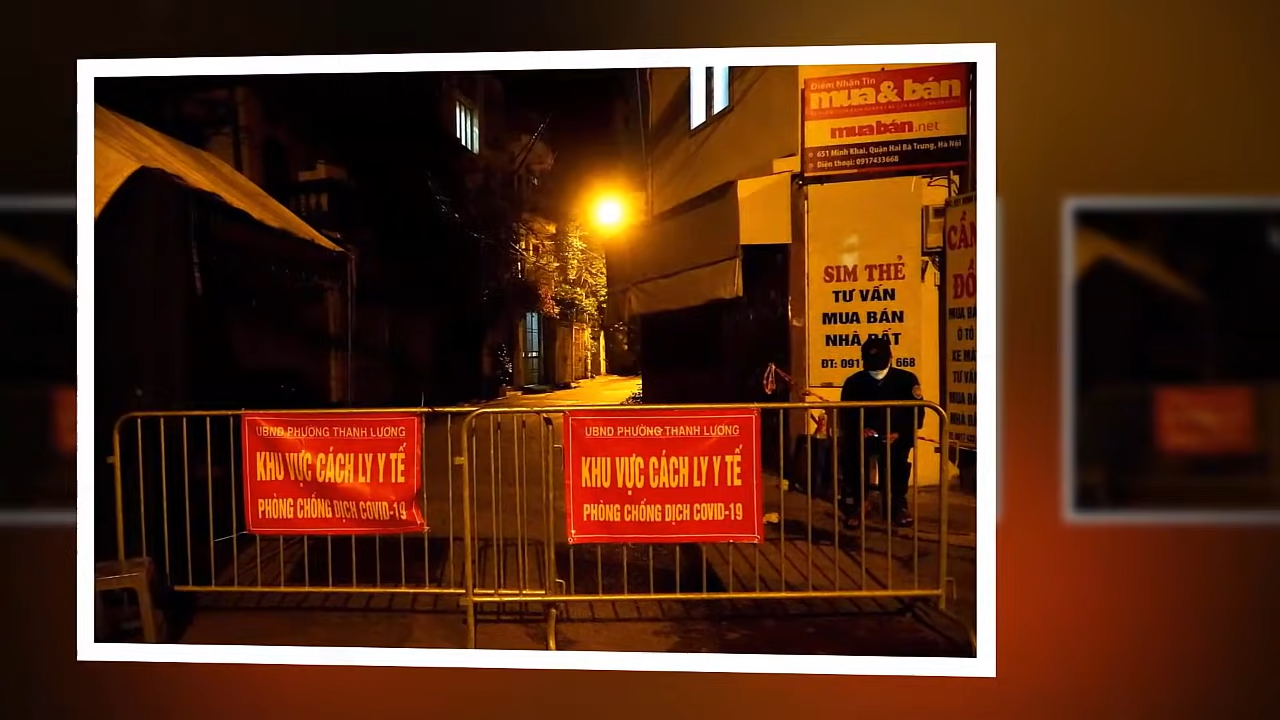 Điểm Nhắn Tin
mua & bán
muabán.net
651 Minh Khai, Quận Hai Bà Trưng, Hà Nội
Điện thoại: 0917433668
SIM THẺ
TƯ VẤN
MUA BÁN
NHÀ ĐẤT
ĐT: 091 668
CẦM
ĐỒ
MUA BÁ
Ô TÔ
XE MÁ
TƯ VẤ
MUA BÁ
NHÀ Đ
UBND PHƯỜNG THANH LƯƠNG
KHU VỰC CÁCH LY Y TẾ
PHÒNG CHỐNG DỊCH COVID-19
UBND PHƯỜNG THANH LƯƠNG
KHU VỰC CÁCH LY Y TẾ
PHÒNG CHỐNG DỊCH COVID-19